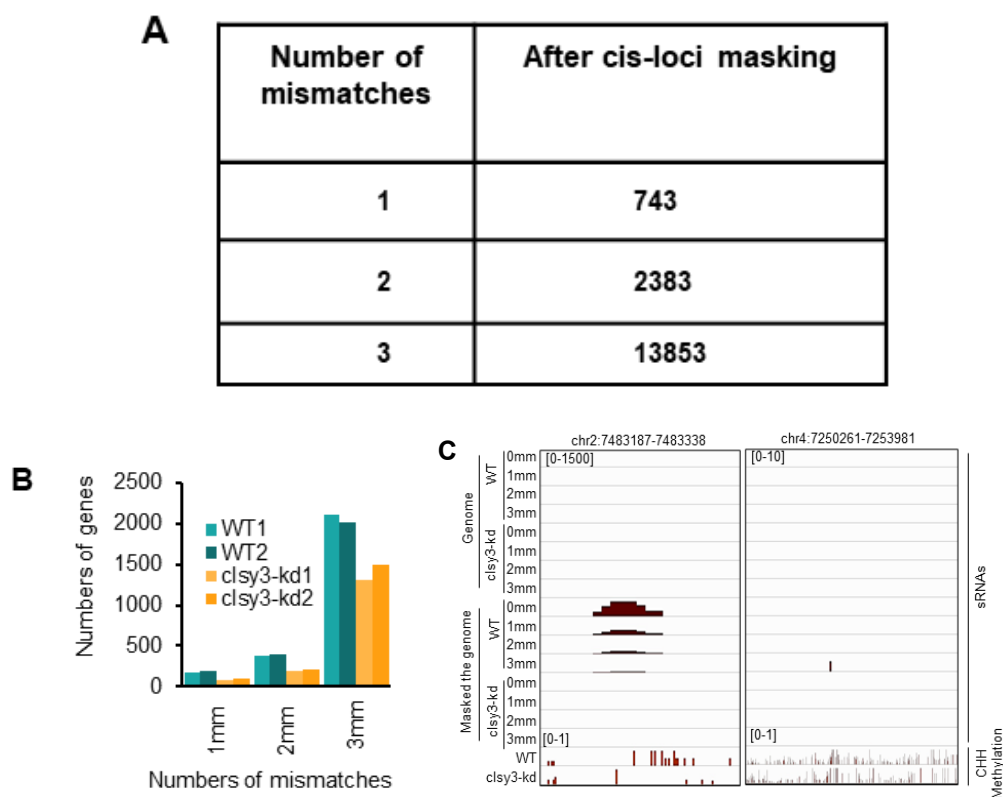 A
Number of mismatches
After cis-loci masking
1
743
2
2383
3
13853
B
2500
2000
1500
1000
500
0
Numbers of genes
WT1
WT2
clsy3-kd1
clsy3-kd2
1mm
2mm
3mm
Numbers of mismatches
C
chr2:7483187-7483338
chr4:7250261-7253981
[0-1500]
[0-10]
Genome
WT
0mm
1mm
2mm
3mm
clsy3-kd
0mm
1mm
2mm
3mm
Masked the genome
WT
0mm
1mm
2mm
3mm
clsy3-kd
0mm
1mm
2mm
3mm
sRNAs
[0-1]
[0-1]
WT
clsy3-kd
CHH
Methylation